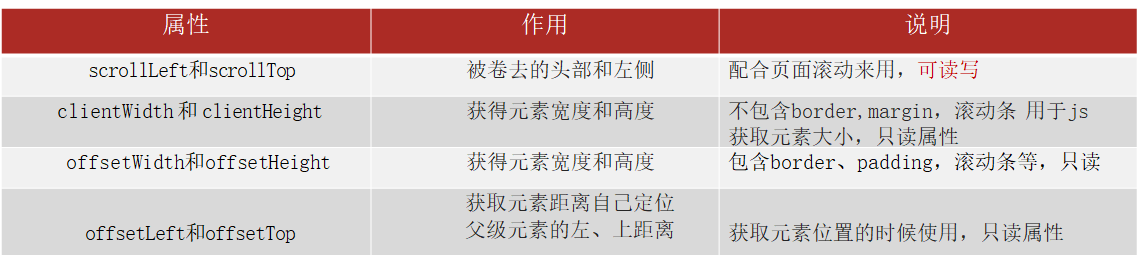 属性 作用 说明
scrollLeft和scrollTop 被卷去的头部和左侧 配合页面滚动来用，可读写
clientWidth 和 clientHeight 获得元素宽度和高度 不包含border,margin，滚动条 用于js
获取元素大小，只读属性
offsetWidth和offsetHeight 获得元素宽度和高度 包含border、padding，滚动条等，只读
offsetLeft和offsetTop 获取元素距离自己定位
父级元素的左、上距离
获取元素位置的时候使用，只读属性